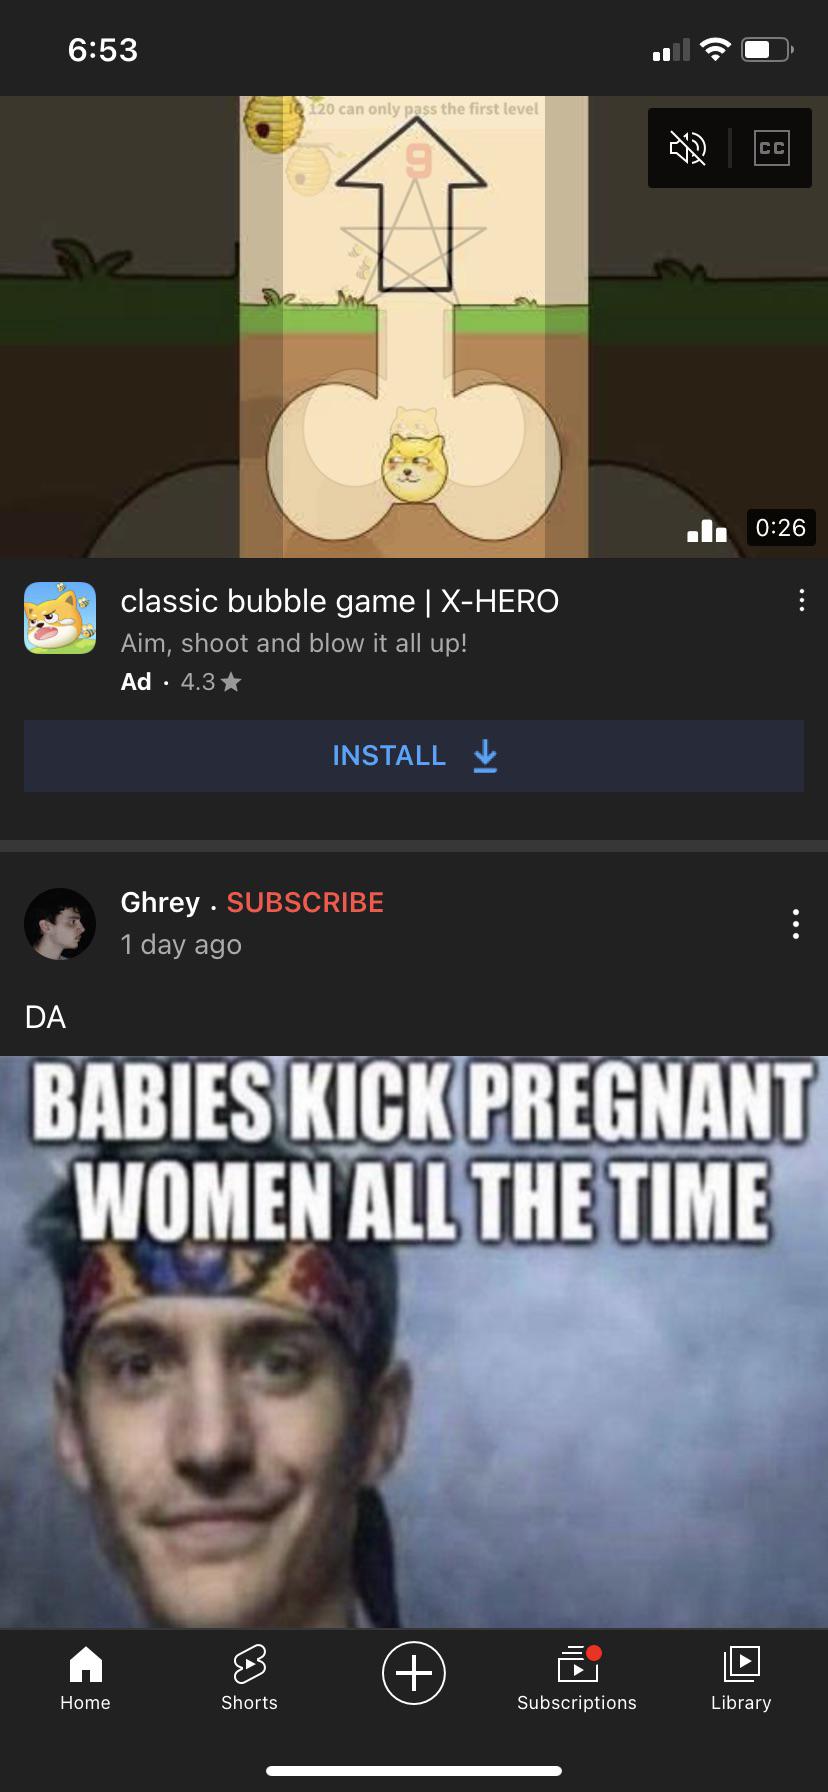 6:53
IQ 120 can only pass the first level
9
CC
0:26
classic bubble game | X-HERO
Aim, shoot and blow it all up!
Ad · 4.3★
INSTALL
Ghrey . SUBSCRIBE
1 day ago
DA
BABIES KICK PREGNANT
WOMEN ALL THE TIME
Home
Shorts
Subscriptions
Library